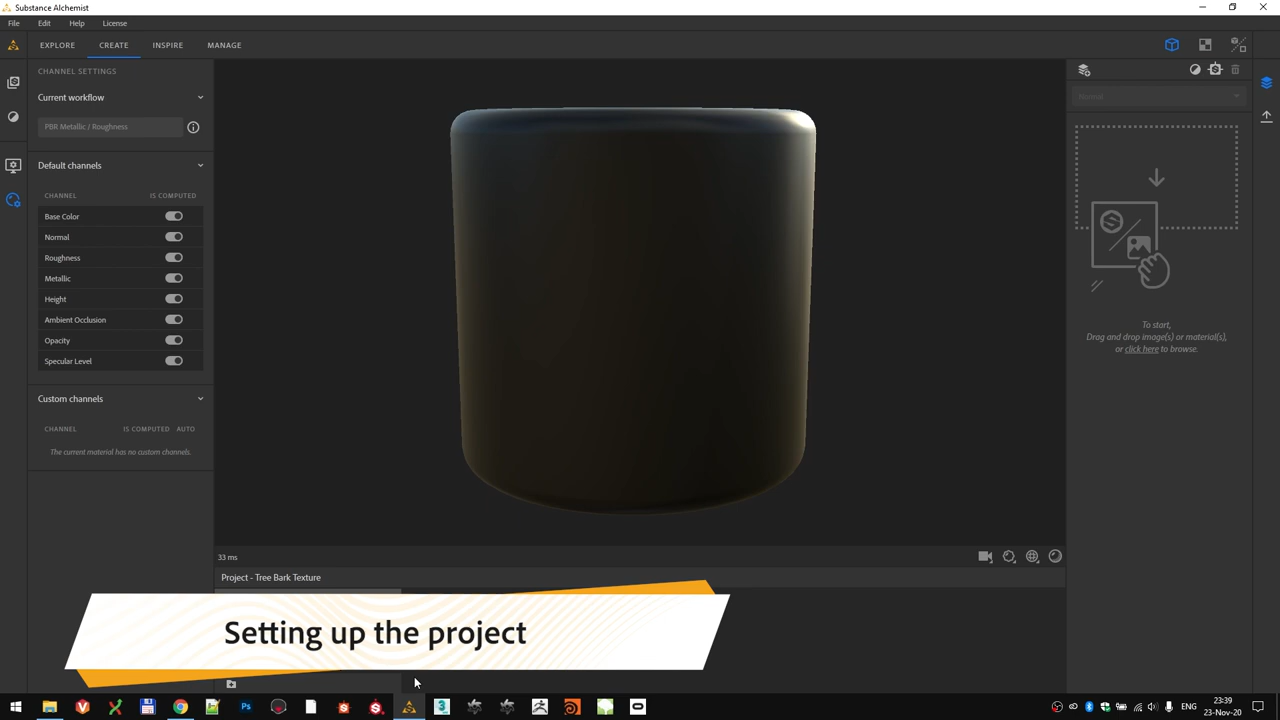 Substance Alchemist
File Edit Help License
EXPLORE CREATE INSPIRE MANAGE
CHANNEL SETTINGS
Current workflow
PBR Metallic / Roughness
Default channels
CHANNEL IS COMPUTED
Base Color
Normal
Roughness
Metallic
Height
Ambient Occlusion
Opacity
Specular Level
Custom channels
CHANNEL IS COMPUTED AUTO
The current material has no custom channels.
33 ms
Project - Tree Bark Texture
Setting up the project
Normal
To start,
Drag and drop image(s) or material(s),
or click here to browse.
ENG
23:39
23-Nov-20